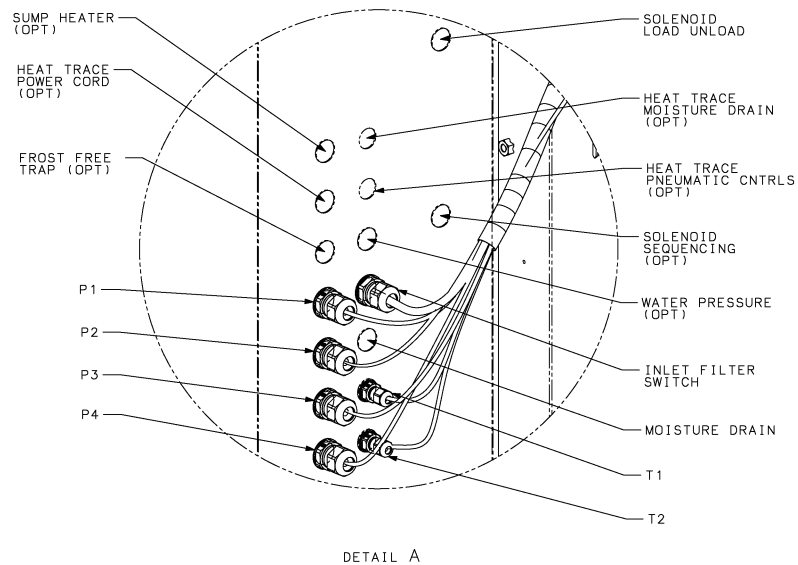 SUMP HEATER
(OPT)
HEAT TRACE
POWER CORD
(OPT)
FROST FREE
TRAP (OPT)
P1
P2
P3
P4
SOLENOID
LOAD UNLOAD
HEAT TRACE
MOISTURE DRAIN
(OPT)
HEAT TRACE
PNEUMATIC CNTRLS
(OPT)
SOLENOID
SEQUENCING
(OPT)
WATER PRESSURE
(OPT)
INLET FILTER
SWITCH
MOISTURE DRAIN
T1
T2
DETAIL A